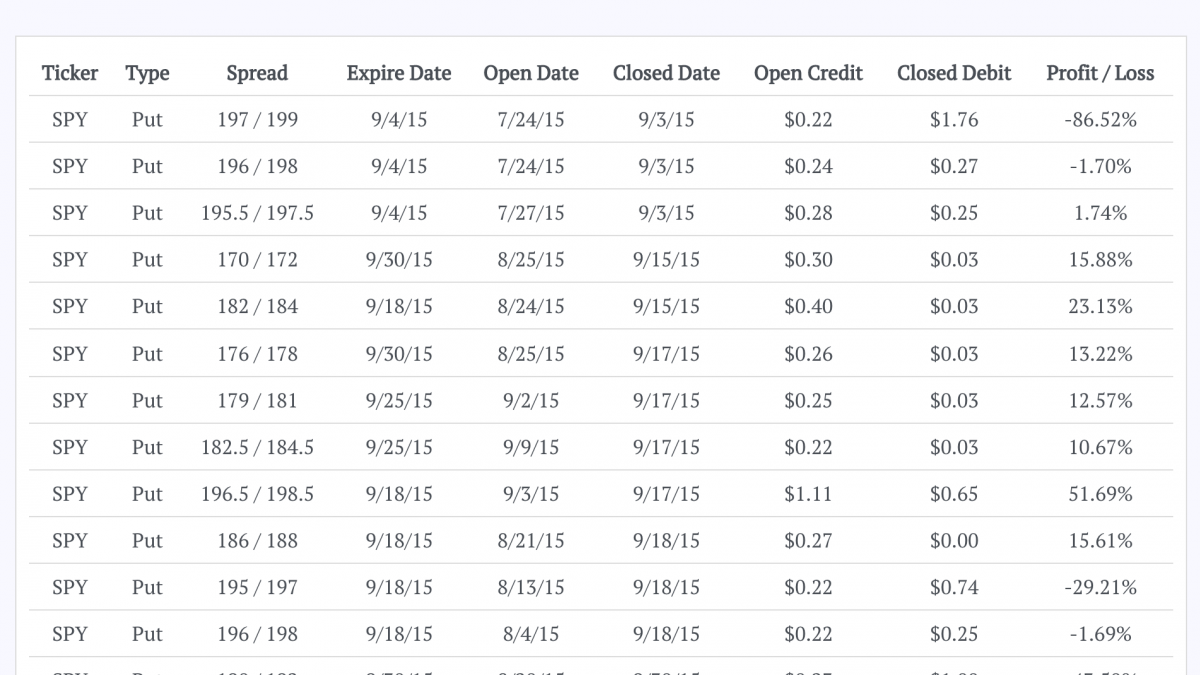 Ticker Type Spread Expire Date Open Date Closed Date Open Credit Closed Debit Profit / Loss
SPY Put 197 / 199 9/4/15 7/24/15 9/3/15 $0.22 $1.76 -86.52%
SPY Put 196 / 198 9/4/15 7/24/15 9/3/15 $0.24 $0.27 -1.70%
SPY Put 195.5 / 197.5 9/4/15 7/27/15 9/3/15 $0.28 $0.25 1.74%
SPY Put 170 / 172 9/30/15 8/25/15 9/15/15 $0.30 $0.03 15.88%
SPY Put 182 / 184 9/18/15 8/24/15 9/15/15 $0.40 $0.03 23.13%
SPY Put 176 / 178 9/30/15 8/25/15 9/17/15 $0.26 $0.03 13.22%
SPY Put 179 / 181 9/25/15 9/2/15 9/17/15 $0.25 $0.03 12.57%
SPY Put 182.5 / 184.5 9/25/15 9/9/15 9/17/15 $0.22 $0.03 10.67%
SPY Put 196.5 / 198.5 9/18/15 9/3/15 9/17/15 $1.11 $0.65 51.69%
SPY Put 186 / 188 9/18/15 8/21/15 9/18/15 $0.27 $0.00 15.61%
SPY Put 195 / 197 9/18/15 8/13/15 9/18/15 $0.22 $0.74 -29.21%
SPY Put 196 / 198 9/18/15 8/4/15 9/18/15 $0.22 $0.25 -1.69%